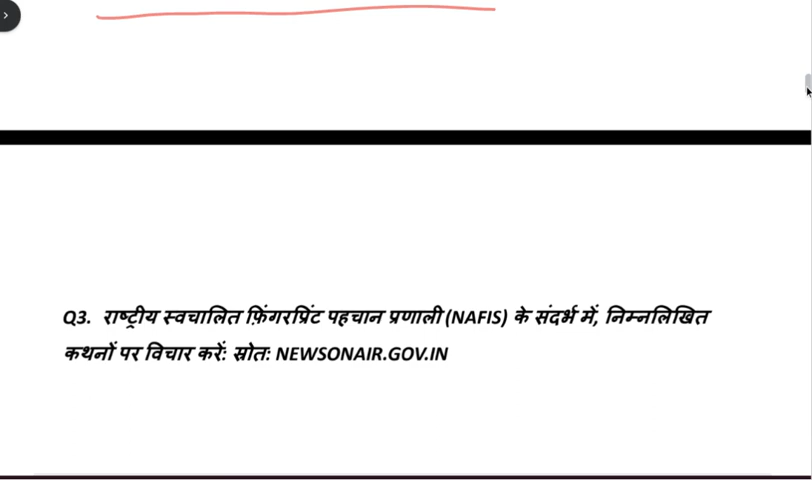 Q3. राष्ट्रीय स्वचालित फ़िंगरप्रिंट पहचान प्रणाली (NAFIS) के संदर्भ में, निम्नलिखित
कथनों पर विचार करें: स्रोत: NEWSONAIR.GOV.IN